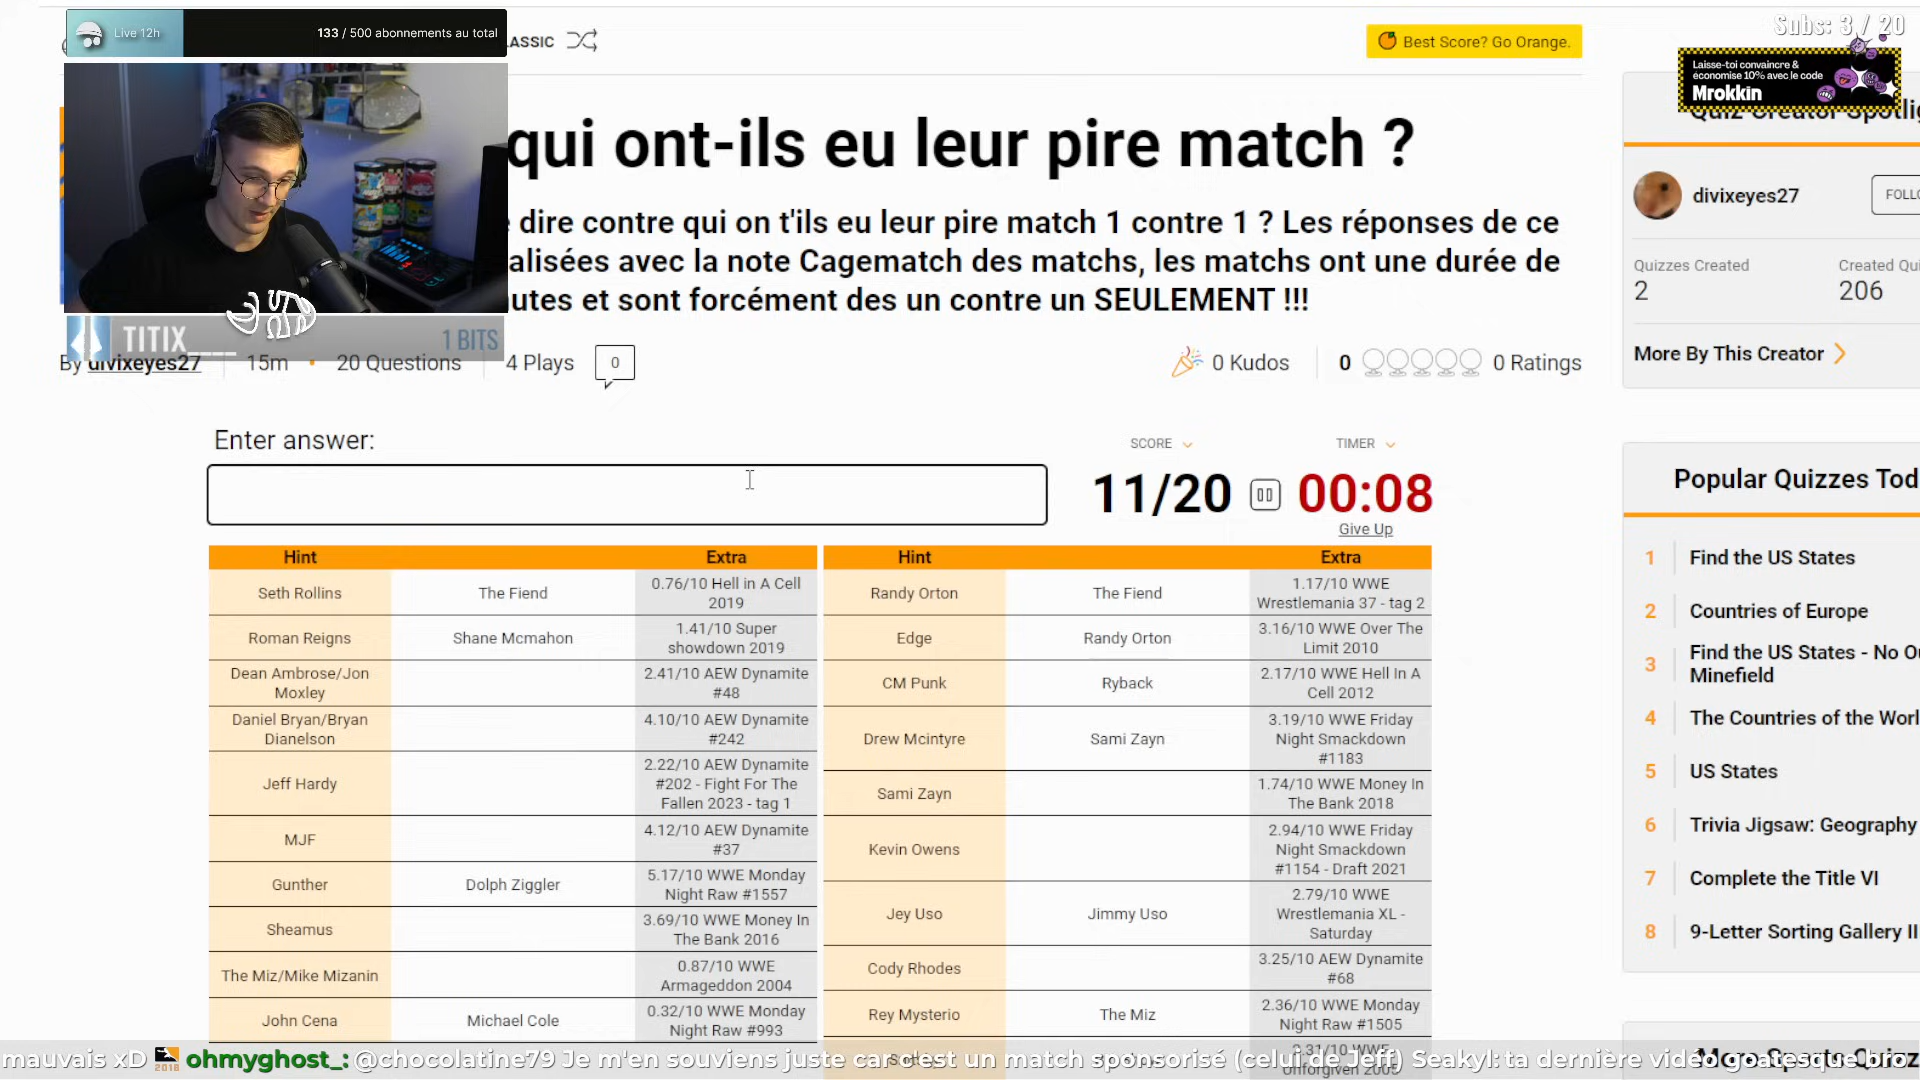 Live 12h
133 / 500 abonnements au total
ASSIC
Best Score? Go Orange.
Subs: 3 / 20
Laisse-toi convaincre &
économise 10% avec le code
Mrokkin
Quiz Creator Spotlig
qui ont-ils eu leur pire match ?
divixeyes27
FOLL
dire contre qui on t'ils eu leur pire match 1 contre 1 ? Les réponses de ce
alisées avec la note Cagematch des matchs, les matchs ont une durée de
utes et sont forcément des un contre un SEULEMENT !!!
Quizzes Created
2
Created Qui
206
More By This Creator
TITIX____
1 BITS
By divixeyes27
15m
20 Questions
4 Plays
0
0 Kudos
0
0 Ratings
Enter answer:
SCORE
TIMER
11/20
00:08
Give Up
Hint
Extra
Seth Rollins
The Fiend
0.76/10 Hell in A Cell
2019
Roman Reigns
Shane Mcmahon
1.41/10 Super
showdown 2019
Dean Ambrose/Jon
Moxley
2.41/10 AEW Dynamite
#48
Daniel Bryan/Bryan
Dianelson
4.10/10 AEW Dynamite
#242
Jeff Hardy
2.22/10 AEW Dynamite
#202 - Fight For The
Fallen 2023 - tag 1
MJF
4.12/10 AEW Dynamite
#37
Gunther
Dolph Ziggler
5.17/10 WWE Monday
Night Raw #1557
Sheamus
3.69/10 WWE Money In
The Bank 2016
The Miz/Mike Mizanin
0.87/10 WWE
Armageddon 2004
John Cena
Michael Cole
0.32/10 WWE Monday
Night Raw #993
Hint
Extra
Randy Orton
The Fiend
1.17/10 WWE
Wrestlemania 37 - tag 2
Edge
Randy Orton
3.16/10 WWE Over The
Limit 2010
CM Punk
Ryback
2.17/10 WWE Hell In A
Cell 2012
Drew Mcintyre
Sami Zayn
3.19/10 WWE Friday
Night Smackdown
#1183
Sami Zayn
1.74/10 WWE Money In
The Bank 2018
Kevin Owens
2.94/10 WWE Friday
Night Smackdown
#1154 - Draft 2021
Jey Uso
Jimmy Uso
2.79/10 WWE
Wrestlemania XL -
Saturday
Cody Rhodes
3.25/10 AEW Dynamite
#68
Rey Mysterio
The Miz
2.36/10 WWE Monday
Night Raw #1505
Unforgiven 2005
Popular Quizzes Tod
1 Find the US States
2 Countries of Europe
3 Find the US States - No Ou
Minefield
4 The Countries of the Worl
5 US States
6 Trivia Jigsaw: Geography
7 Complete the Title VI
8 9-Letter Sorting Gallery II
More Sports Quizz
mauvais xD ohmyghost_: @chocolatine79 Je m'en souviens juste car c'est un match sponsorisé (celui de Jeff) Seakyl: ta dernière vidéo goatesque bro